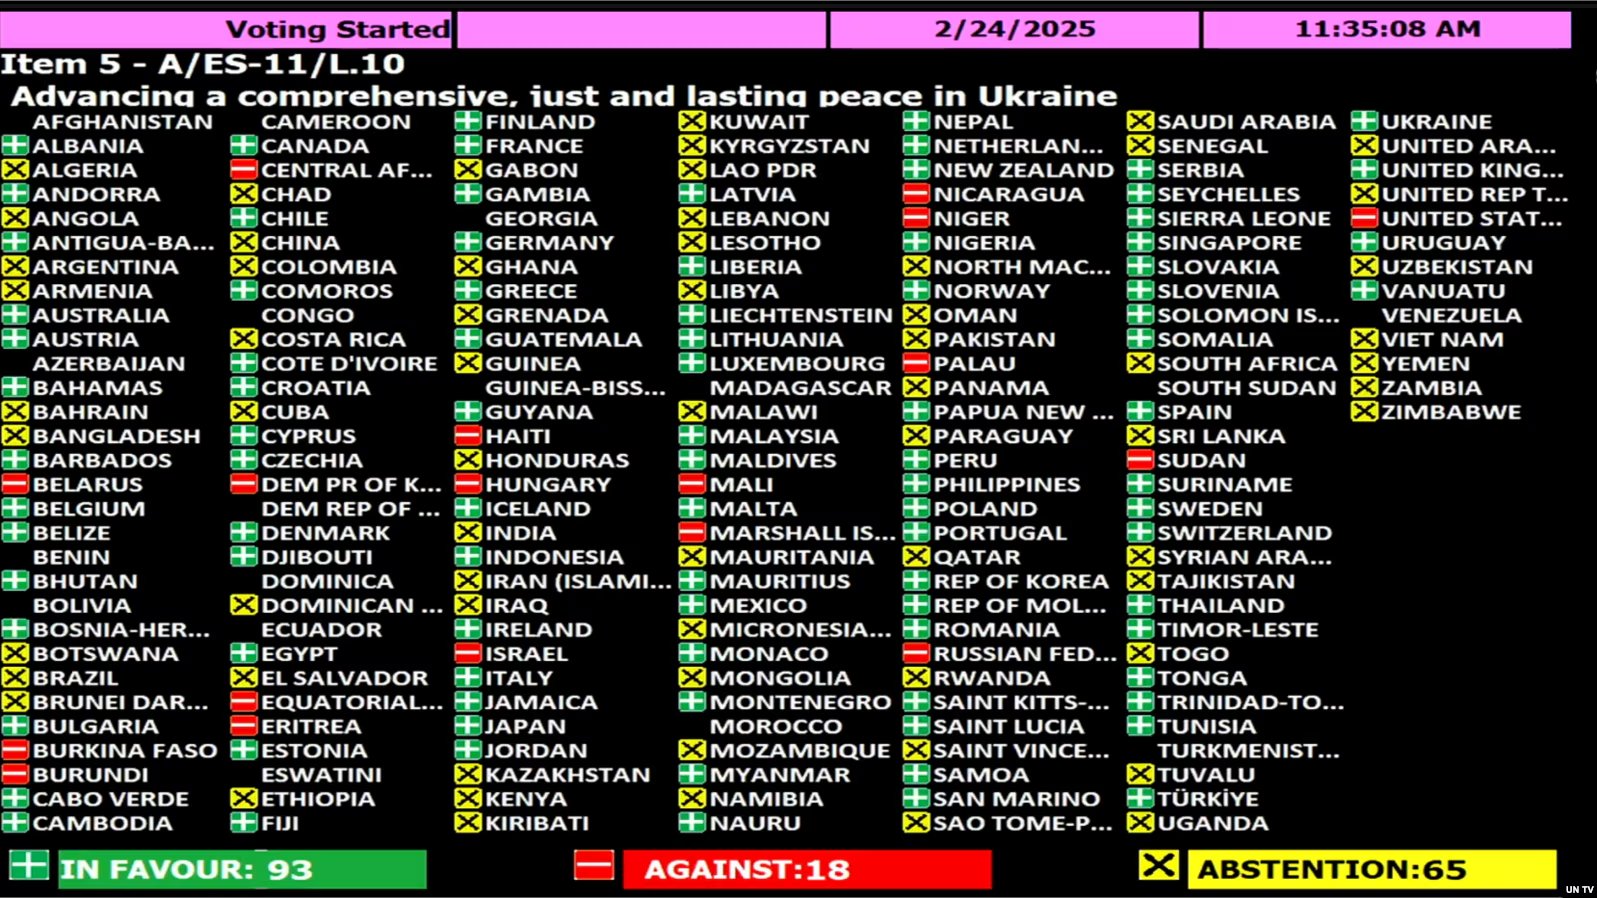 Voting Started 2/24/2025 11:35:08 AM
Item 5 - A/ES-11/L.10
Advancing a comprehensive, just and lasting peace in Ukraine
AFGHANISTAN CAMEROON FINLAND KUWAIT NEPAL SAUDI ARABIA UKRAINE
ALBANIA CANADA FRANCE KYRGYZSTAN NETHERLAN... SENEGAL UNITED ARA...
ALGERIA CENTRAL AF... GABON LAO PDR NEW ZEALAND SERBIA UNITED KING...
ANDORRA CHAD GAMBIA LATVIA NICARAGUA SEYCHELLES UNITED REP T...
ANGOLA CHILE GEORGIA LEBANON NIGER SIERRA LEONE UNITED STAT...
ANTIGUA-BA... CHINA GERMANY LESOTHO NIGERIA SINGAPORE URUGUAY
ARGENTINA COLOMBIA GHANA LIBERIA NORTH MAC... SLOVAKIA UZBEKISTAN
ARMENIA COMOROS GREECE LIBYA NORWAY SLOVENIA VANUATU
AUSTRALIA CONGO GRENADA LIECHTENSTEIN OMAN SOLOMON IS... VENEZUELA
AUSTRIA COSTA RICA GUATEMALA LITHUANIA PAKISTAN SOMALIA VIET NAM
AZERBAIJAN COTE D'IVOIRE GUINEA LUXEMBOURG PALAU SOUTH AFRICA YEMEN
BAHAMAS CROATIA GUINEA-BISS... MADAGASCAR PANAMA SOUTH SUDAN ZAMBIA
BAHRAIN CUBA GUYANA MALAWI PAPUA NEW ... SPAIN ZIMBABWE
BANGLADESH CYPRUS HAITI MALAYSIA PARAGUAY SRI LANKA
BARBADOS CZECHIA HONDURAS MALDIVES PERU SUDAN
BELARUS DEM PR OF K... HUNGARY MALI PHILIPPINES SURINAME
BELGIUM DEM REP OF ... ICELAND MALTA POLAND SWEDEN
BELIZE DENMARK INDIA MARSHALL IS... PORTUGAL SWITZERLAND
BENIN DJIBOUTI INDONESIA MAURITANIA QATAR SYRIAN ARA...
BHUTAN DOMINICA IRAN (ISLAMI... MAURITIUS REP OF KOREA TAJIKISTAN
BOLIVIA DOMINICAN ... IRAQ MEXICO REP OF MOL... THAILAND
BOSNIA-HER... ECUADOR IRELAND MICRONESIA... ROMANIA TIMOR-LESTE
BOTSWANA EGYPT ISRAEL MONACO RUSSIAN FED... TOGO
BRAZIL EL SALVADOR ITALY MONGOLIA RWANDA TONGA
BRUNEI DAR... EQUATORIAL... JAMAICA MONTENEGRO SAINT KITTS-... TRINIDAD-TO...
BULGARIA ERITREA JAPAN MOROCCO SAINT LUCIA TUNISIA
BURKINA FASO ESTONIA JORDAN MOZAMBIQUE SAINT VINCE... TURKMENIST...
BURUNDI ESWATINI KAZAKHSTAN MYANMAR SAMOA TUVALU
CABO VERDE ETHIOPIA KENYA NAMIBIA SAN MARINO TÜRKİYE
CAMBODIA FIJI KIRIBATI NAURU SAO TOME-P... UGANDA
IN FAVOUR: 93 AGAINST:18 ABSTENTION:65
UN TV